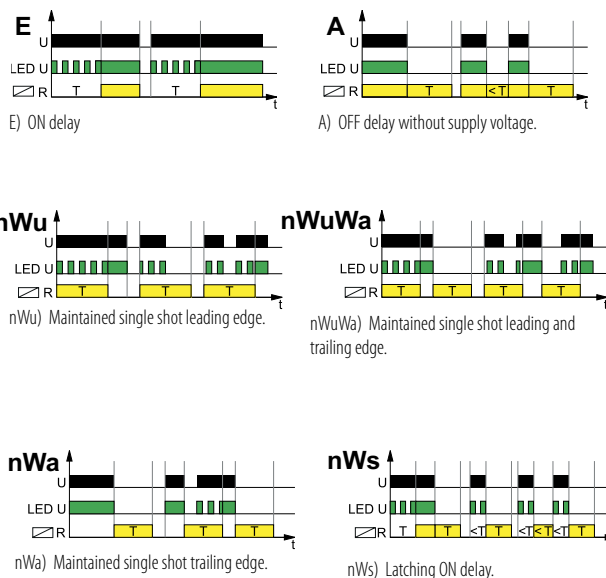 E
U
LED U
R T T
t
E) ON delay
A
U
LED U
R T <T T
t
A) OFF delay without supply voltage.
nWu
U
LED U
R T T T
t
nWu) Maintained single shot leading edge.
nWuWa
U
LED U
R T T T T
t
nWuWa) Maintained single shot leading and
trailing edge.
nWa
U
LED U
R T T T
t
nWa) Maintained single shot trailing edge.
nWs
U
LED U
R T T <T T <T <T <T T
t
nWs) Latching ON delay.